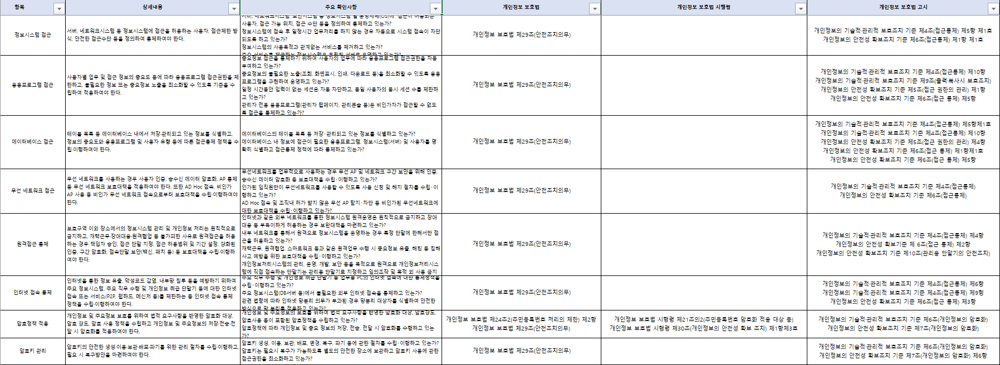 항목
상세내용
주요 확인사항
개인정보 보호법
개인정보 보호법 시행령
개인정보 보호법 고시
정보시스템 접근
서버, 네트워크시스템 등 정보시스템에 접근을 허용하는 사용자, 접근제한 방
식, 안전한 접근수단 등을 정의하여 통제하여야 한다.
서버, 네트워크시스템, 보안시스템 등 정보시스템 별 운영체제(OS)에 접근이 허용되는
사용자, 접근 가능 위치, 접근 수단 등을 정의하여 통제하고 있는가?
정보시스템에 접속 후 일정시간 업무처리를 하지 않는 경우 자동으로 시스템 접속이 차단
되도록 하고 있는가?
정보시스템의 사용목적과 관계없는 서비스를 제거하고 있는가?
주요 서비스를 제공하는 정보시스템은 독립된 서버로 운영하고 있는가?
개인정보 보호법 제29조(안전조치의무)
개인정보의 기술적·관리적 보호조치 기준 제4조(접근통제) 제5항 제1호
개인정보의 안전성 확보조치 기준 제6조(접근통제) 제1항 제1호
응용프로그램 접근
사용자별 업무 및 접근 정보의 중요도 등에 따라 응용프로그램 접근권한을 제
한하고, 불필요한 정보 또는 중요정보 노출을 최소화할 수 있도록 기준을 수
립하여 적용하여야 한다.
중요정보 접근을 통제하기 위하여 사용자의 업무에 따라 응용프로그램 접근권한을 차등
부여하고 있는가?
중요정보의 불필요한 노출(조회, 화면표시, 인쇄, 다운로드 등)을 최소화할 수 있도록 응용
프로그램을 구현하여 운영하고 있는가?
일정 시간동안 입력이 없는 세션은 자동 차단하고, 동일 사용자의 동시 세션 수를 제한하
고 있는가?
관리자 전용 응용프로그램(관리자 웹페이지, 관리콘솔 등)은 비인가자가 접근할 수 없도
록 접근을 통제하고 있는가?
개인정보 보호법 제29조(안전조치의무)
개인정보의 기술적·관리적 보호조치 기준 제4조(접근통제) 제10항
개인정보의 기술적·관리적 보호조치 기준 제9조(출력·복사시 보호조치)
개인정보의 안전성 확보조치 기준 제5조(접근 권한의 관리) 제1항
개인정보의 안전성 확보조치 기준 제6조(접근 통제) 제5항
데이터베이스 접근
테이블 목록 등 데이터베이스 내에서 저장·관리되고 있는 정보를 식별하고,
정보의 중요도와 응용프로그램 및 사용자 유형 등에 따른 접근통제 정책을 수
립·이행하여야 한다.
데이터베이스의 테이블 목록 등 저장·관리되고 있는 정보를 식별하고 있는가?
데이터베이스 내 정보에 접근이 필요한 응용프로그램, 정보시스템(서버) 및 사용자를 명
확히 식별하고 접근통제 정책에 따라 통제하고 있는가?
개인정보 보호법 제29조(안전조치의무)
개인정보의 기술적·관리적 보호조치 기준 제4조(접근통제) 제5항제1호
개인정보의 기술적·관리적 보호조치 기준 제4조(접근통제) 제10항
개인정보의 안전성 확보조치 기준 제5조(접근 권한의 관리) 제4항
개인정보의 안전성 확보조치 기준 제6조(접근 통제) 제1항제1호
개인정보의 안전성 확보조치 기준 제6조(접근 통제) 제5항
무선 네트워크 접근
무선 네트워크를 사용하는 경우 사용자 인증, 송수신 데이터 암호화, AP 통제
등 무선 네트워크 보호대책을 적용하여야 한다. 또한 AD Hoc 접속, 비인가
AP 사용 등 비인가 무선 네트워크 접속으로부터 보호대책을 수립·이행하여야
한다.
무선네트워크를 업무적으로 사용하는 경우 무선 AP 및 네트워크 구간 보안을 위해 인증,
송수신 데이터 암호화 등 보호대책을 수립·이행하고 있는가?
인가된 임직원만이 무선네트워크를 사용할 수 있도록 사용 신청 및 해지 절차를 수립·이
행하고 있는가?
AD Hoc 접속 및 조직내 허가 받지 않은 무선 AP 탐지·차단 등 비인가된 무선네트워크에
대한 보호대책을 수립·이행하고 있는가?
개인정보 보호법 제29조(안전조치의무)
개인정보의 기술적·관리적 보호조치 기준 제4조(접근통제)
개인정보의 안전성 확보조치 기준 제6조(접근통제)
원격접근 통제
보호구역 이외 장소에서의 정보시스템 관리 및 개인정보 처리는 원칙적으로
금지하고, 재택근무·장애대응·원격협업 등 불가피한 사유로 원격접근을 허용
하는 경우 책임자 승인, 접근 단말 지정, 접근 허용범위 및 기간 설정, 강화된
인증, 구간 암호화, 접속단말 보안(백신, 패치 등) 등 보호대책을 수립·이행하
여야 한다.
인터넷과 같은 외부 네트워크를 통한 정보시스템 원격운영은 원칙적으로 금지하고 장애
대응 등 부득이하게 허용하는 경우 보완대책을 마련하고 있는가?
내부 네트워크를 통해서 원격으로 정보시스템을 운영하는 경우 특정 단말에 한해서만 접
근을 허용하고 있는가?
재택근무, 원격협업, 스마트워크 등과 같은 원격업무 수행 시 중요정보 유출, 해킹 등 침해
사고 예방을 위한 보호대책을 수립·이행하고 있는가?
개인정보처리시스템의 관리, 운영, 개발, 보안 등을 목적으로 원격으로 개인정보처리시스
템에 직접 접속하는 단말기는 관리용 단말기로 지정하고 임의조작 및 목적 외 사용 금지
개인정보 보호법 제29조(안전조치의무)
개인정보의 기술적·관리적 보호조치 기준 제4조(접근통제) 제4항
개인정보의 안전성 확보기준 제 6조(접근 통제) 제2항
개인정보의 안전성 확보조치 기준 제10조(관리용 단말기의 안전조치)
인터넷 접속 통제
인터넷을 통한 정보 유출, 악성코드 감염, 내부망 침투 등을 예방하기 위하여
주요 정보시스템, 주요 직무 수행 및 개인정보 취급 단말기 등에 대한 인터넷
접속 또는 서비스(P2P, 웹하드, 메신저 등)를 제한하는 등 인터넷 접속 통제
정책을 수립·이행하여야 한다.
주요 직무 수행 및 개인정보 취급 단말기 등 업무용 PC의 인터넷 접속에 대한 통제정책을
수립·이행하고 있는가?
주요 정보시스템(DB서버 등)에서 불필요한 외부 인터넷 접속을 통제하고 있는가?
관련 법령에 따라 인터넷 망분리 의무가 부과된 경우 망분리 대상자를 식별하여 안전한
방식으로 망 분리를 적용하고 있는가?
개인정보 보호법 제29조(안전조치의무)
개인정보의 기술적·관리적 보호조치 기준 제4조(접근통제) 제6항
개인정보의 기술적·관리적 보호조치 기준 제4조(접근통제) 제9항
개인정보의 안전성 확보조치 기준 제6조(접근통제) 제3항
암호정책 적용
개인정보 및 주요정보 보호를 위하여 법적 요구사항을 반영한 암호화 대상,
암호 강도, 암호 사용 정책을 수립하고 개인정보 및 주요정보의 저장·전송·전
달 시 암호화를 적용하여야 한다.
개인정보 및 주요정보의 보호를 위하여 법적 요구사항을 반영한 암호화 대상, 암호강도,
암호사용 등이 포함된 암호정책을 수립하고 있는가?
암호정책에 따라 개인정보 및 중요 정보의 저장, 전송, 전달 시 암호화를 수행하고 있는
가?
개인정보 보호법 제24조2(주민등록번호 처리의 제한) 제2항
개인정보 보호법 제29조(안전조치의무)
개인정보 보호법 시행령 제21조의2(주민등록번호 암호화 적용 대상 등)
개인정보 보호법 시행령 제30조(개인정보의 안전성 확보 조치) 제1항제3호
개인정보의 기술적·관리적 보호조치 기준 제6조(개인정보의 암호화)
개인정보의 안전성 확보조치 기준 제7조(개인정보의 암호화)
암호키 관리
암호키의 안전한 생성·이용·보관·배포·파기를 위한 관리 절차를 수립·이행하고,
필요 시 복구방안을 마련하여야 한다.
암호키 생성, 이용, 보관, 배포, 변경, 복구, 파기 등에 관한 절차를 수립·이행하고 있는가?
암호키는 필요시 복구가 가능하도록 별도의 안전한 장소에 보관하고 암호키 사용에 관한
접근권한을 최소화하고 있는가?
개인정보 보호법 제29조(안전조치의무)
개인정보의 기술적·관리적 보호조치 기준 제6조(개인정보의 암호화)
개인정보의 안전성 확보조치 기준 제7조(개인정보의 암호화) 제6항